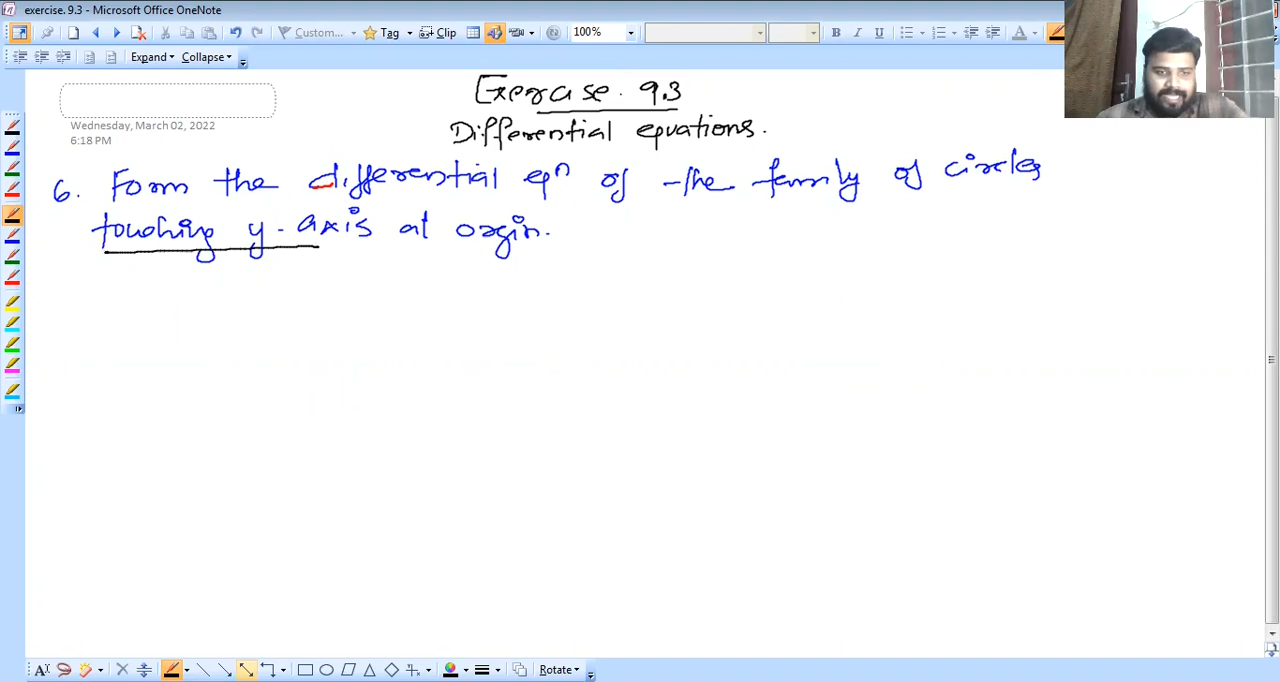 exercise.9.3 - Microsoft Office OneNote
Custom...
Tag
Clip
100%
B I U
A
Expand Collapse
Exercise. 9.3
Wednesday, March 02, 2022
Differential equations.
6:18 PM
6. Form the differential eqn of the family of circles
touching y-axis at orgin.
Rotate